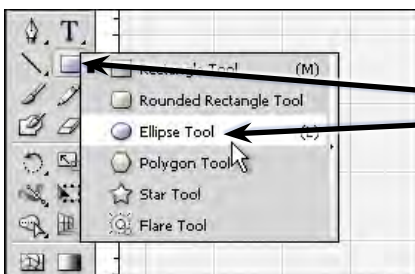 T
Rectangle Tool (M)
Rounded Rectangle Tool
Ellipse Tool (L)
Polygon Tool
Star Tool
Flare Tool